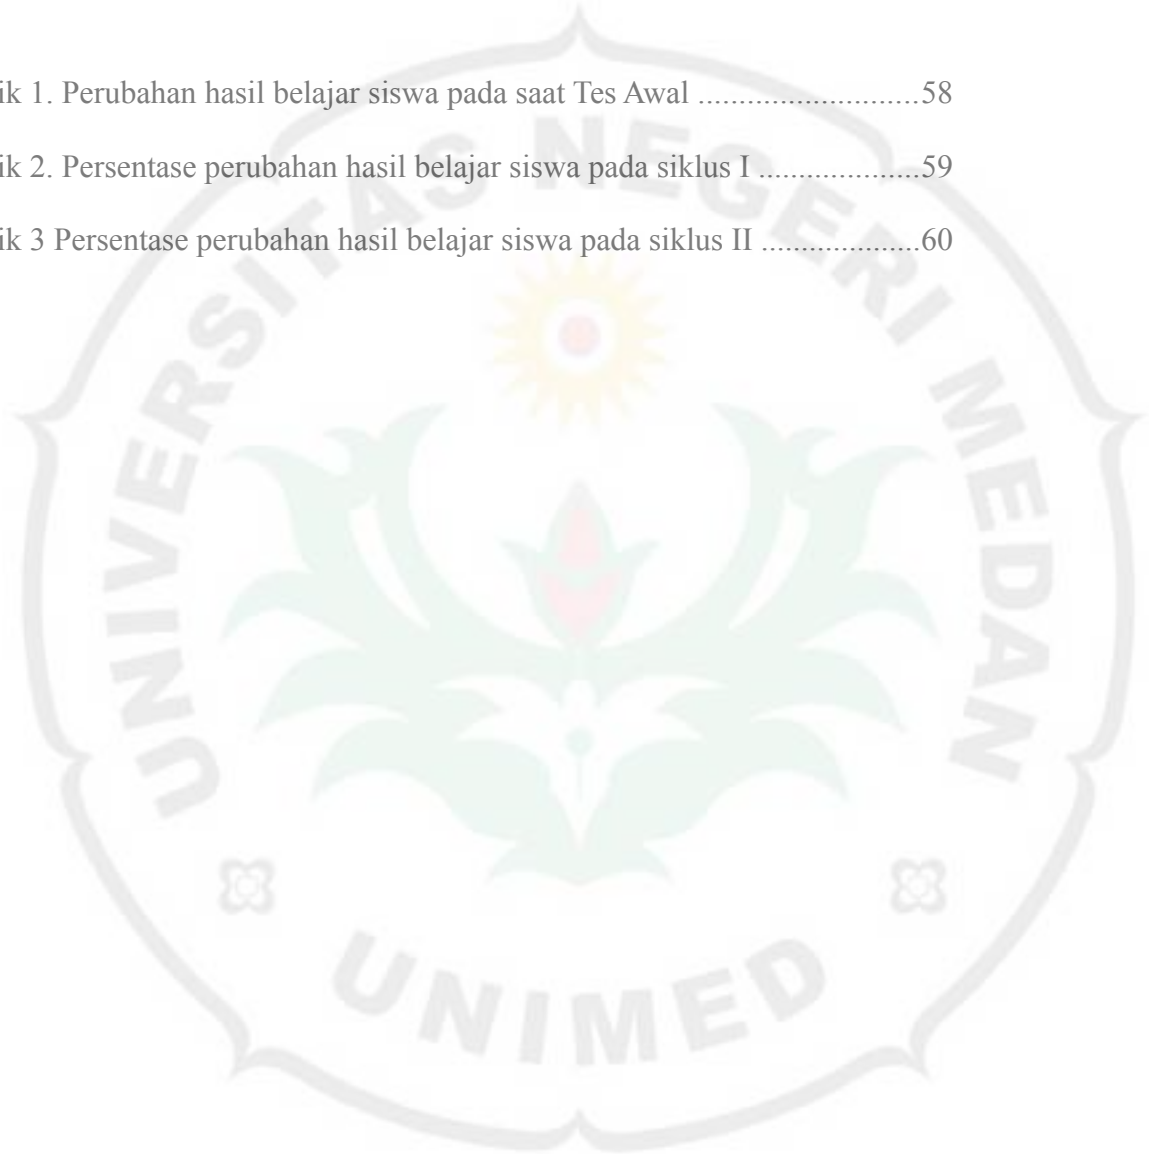 ik 1. Perubahan hasil belajar siswa pada saat Tes Awal ...........................58
ik 2. Persentase perubahan hasil belajar siswa pada siklus I ....................59
ik 3 Persentase perubahan hasil belajar siswa pada siklus II ...................60
UNIVERSITAS NEGERI MEDAN
UNIMED